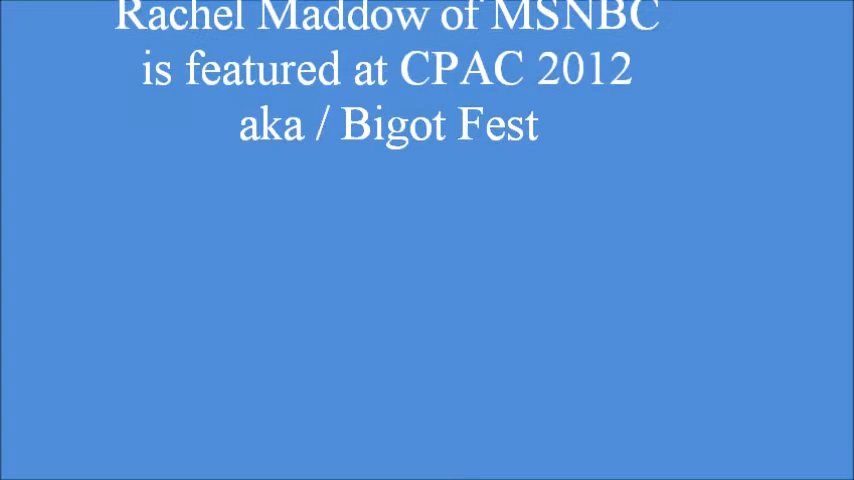 Rachel Maddow of MSNBC
is featured at CPAC 2012
aka / Bigot Fest